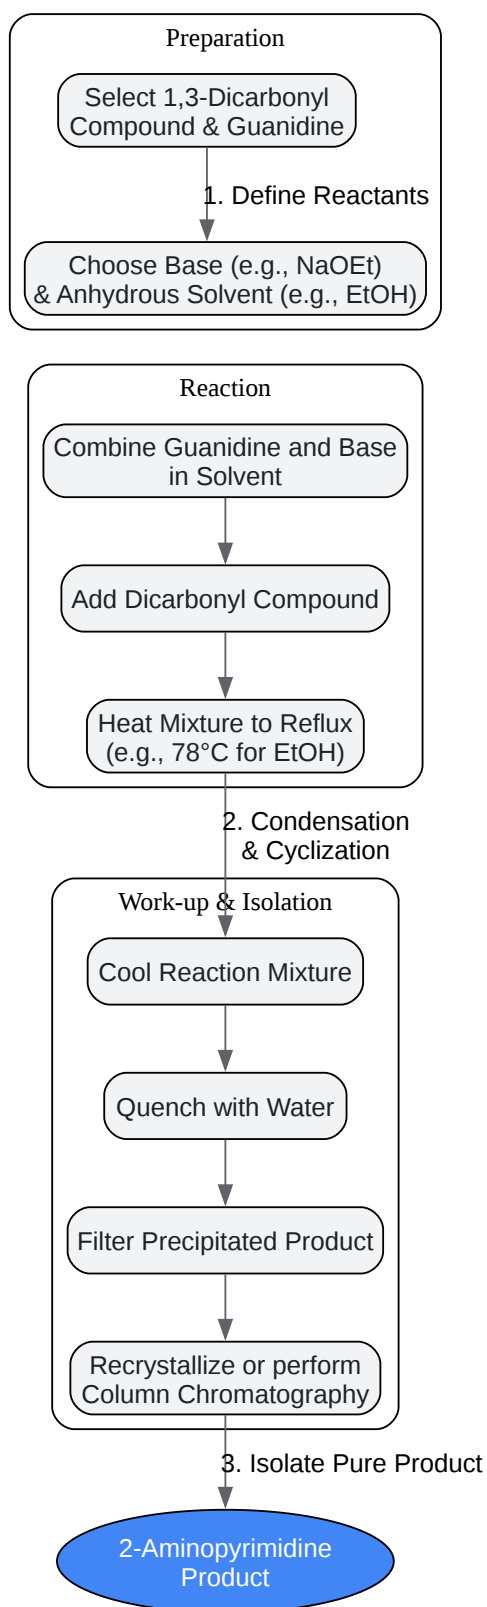 Preparation
Select 1,3-Dicarbonyl
Compound & Guanidine
1. Define Reactants
Choose Base (e.g., NaOEt)
& Anhydrous Solvent (e.g., EtOH)
Reaction
Combine Guanidine and Base
in Solvent
Add Dicarbonyl Compound
Heat Mixture to Reflux
(e.g., 78°C for EtOH)
2. Condensation
& Cyclization
Work-up & Isolation
Cool Reaction Mixture
Quench with Water
Filter Precipitated Product
Recrystallize or perform
Column Chromatography
3. Isolate Pure Product
2-Aminopyrimidine
Product